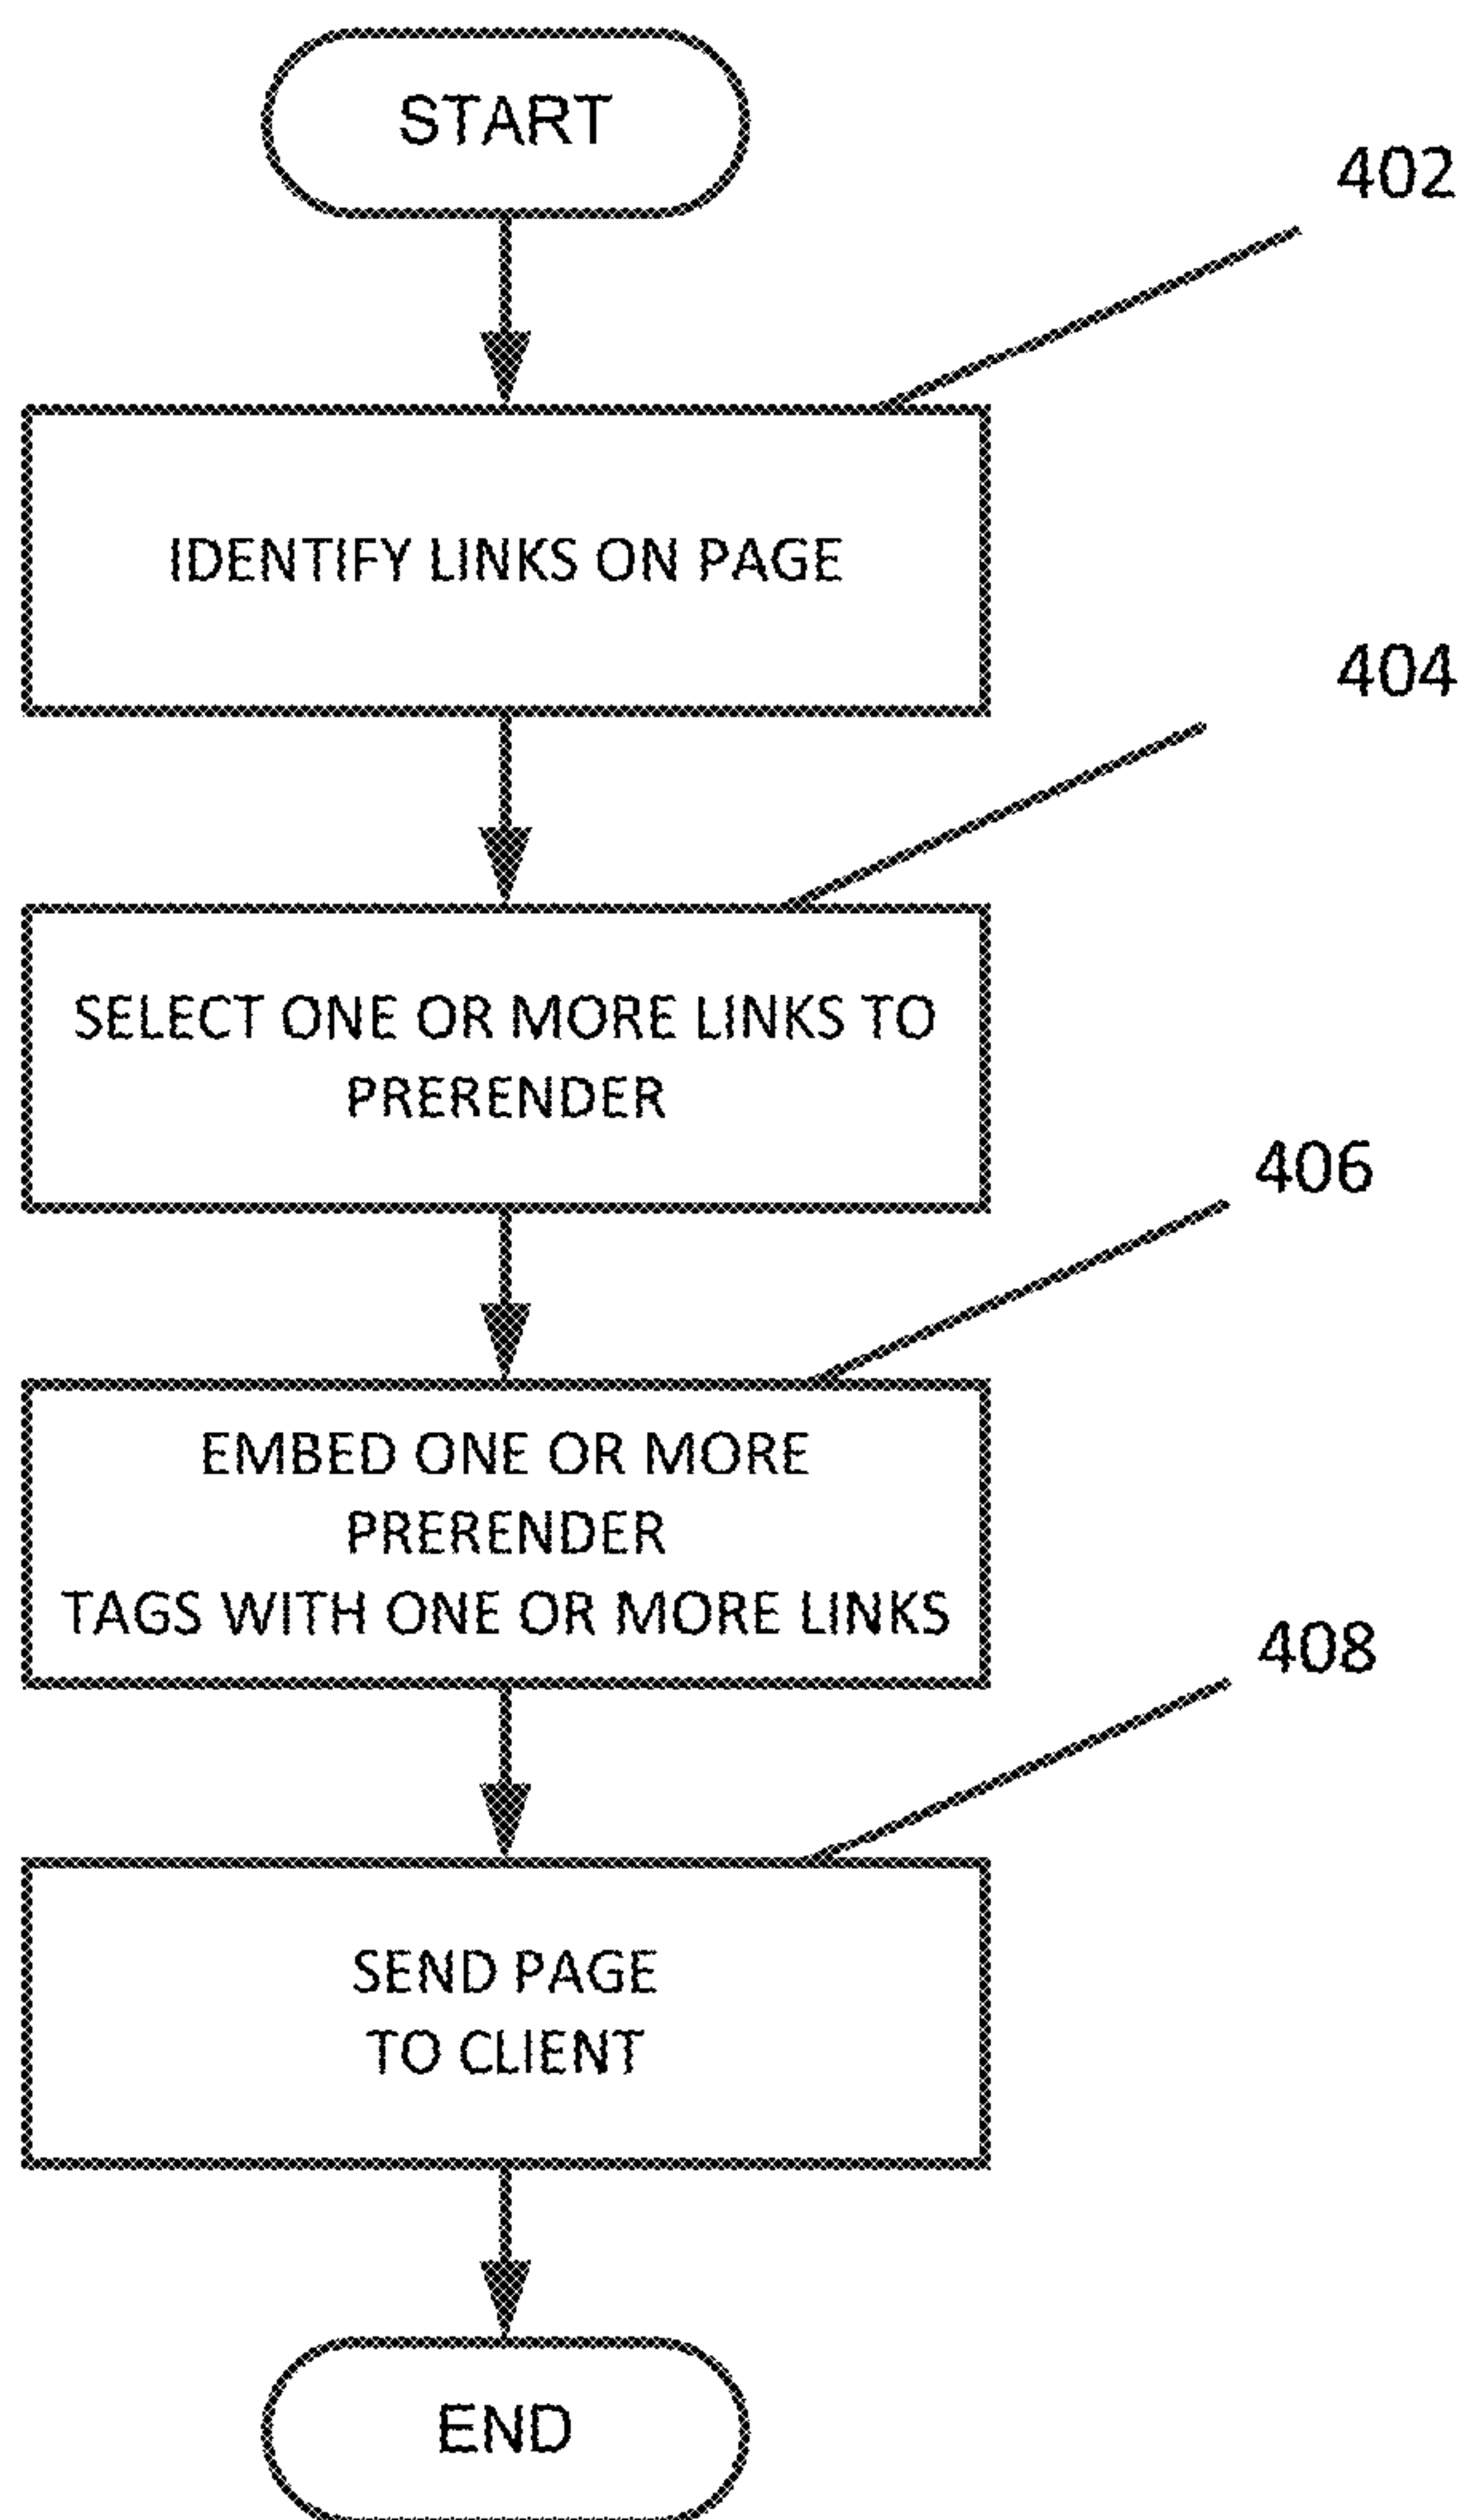 START
402
IDENTIFY LINKS ON PAGE
404
SELECT ONE OR MORE LINKS TO
PRERENDER
406
EMBED ONE OR MORE
PRERENDER
TAGS WITH ONE OR MORE LINKS
408
SEND PAGE
TO CLIENT
END